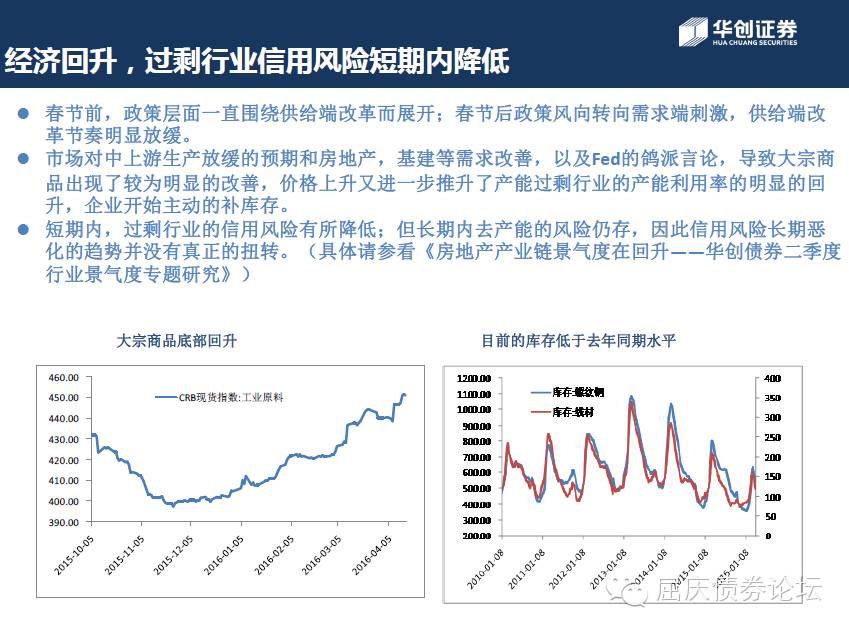 华创证券
HUA CHUANG SECURITIES
经济回升，过剩行业信用风险短期内降低
春节前，政策层面一直围绕供给端改革而展开；春节后政策风向转向需求端刺激，供给端改
革节奏明显放缓。
市场对中上游生产放缓的预期和房地产，基建等需求改善，以及Fed的鸽派言论，导致大宗商
品出现了较为明显的改善，价格上升又进一步推升了产能过剩行业的产能利用率的明显的回
升，企业开始主动的补库存。
短期内，过剩行业的信用风险有所降低；但长期内去产能的风险仍存，因此信用风险长期恶
化的趋势并没有真正的扭转。（具体请参看《房地产产业链景气度在回升——华创债券二季度
行业景气度专题研究》）
大宗商品底部回升
460.00
450.00
440.00
430.00
420.00
410.00
400.00
390.00
CRB现货指数:工业原料
2015-10-05
2015-11-05
2015-12-05
2016-01-05
2016-02-05
2016-03-05
2016-04-05
目前的库存低于去年同期水平
1200.00
1100.00
1000.00
900.00
800.00
700.00
600.00
500.00
400.00
300.00
200.00
库存:螺纹钢
库存:线材
400
350
300
250
200
150
100
50
0
2010-01-08
2011-01-08
2012-01-08
2013-01-08
2014-01-08
2015-01-08
2016-01-08
屈庆债券论坛